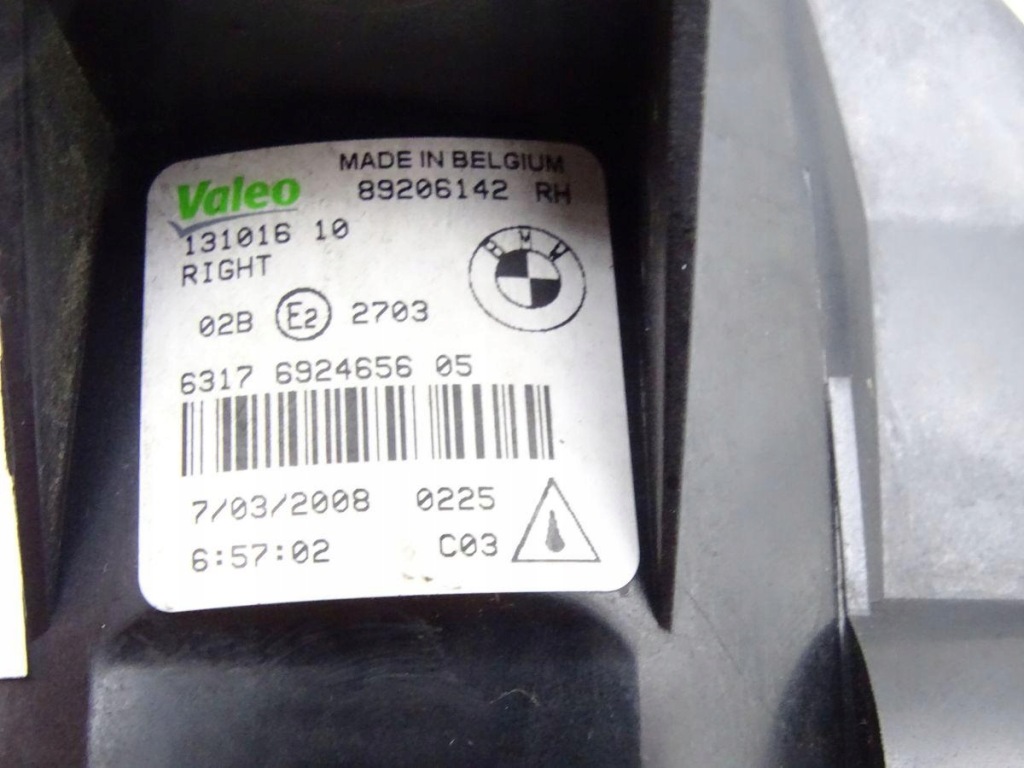 MADE IN BELGIUM
Valeo 89206142 RH
131016 10
RIGHT
BMW
02B E2 2703
6317 6924656 05
7/03/2008 0225
6:57:02 C03